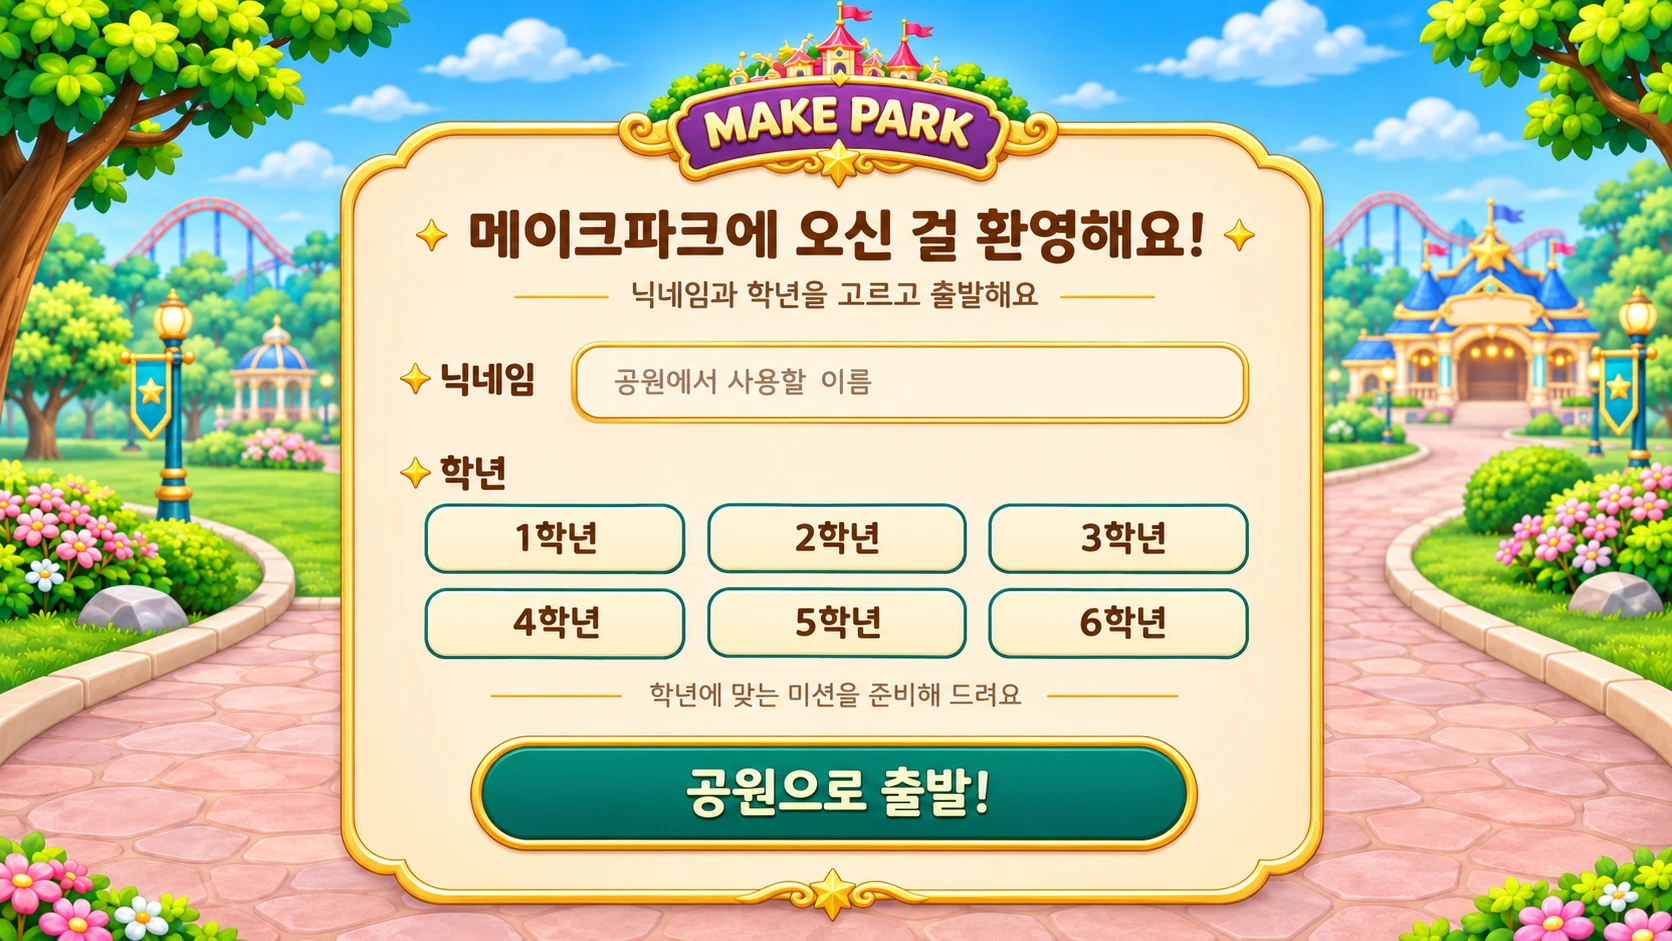 MAKE PARK
메이크파크에 오신 걸 환영해요!
닉네임과 학년을 고르고 출발해요
닉네임
공원에서 사용할 이름
학년
1학년 2학년 3학년
4학년 5학년 6학년
학년에 맞는 미션을 준비해 드려요
공원으로 출발!